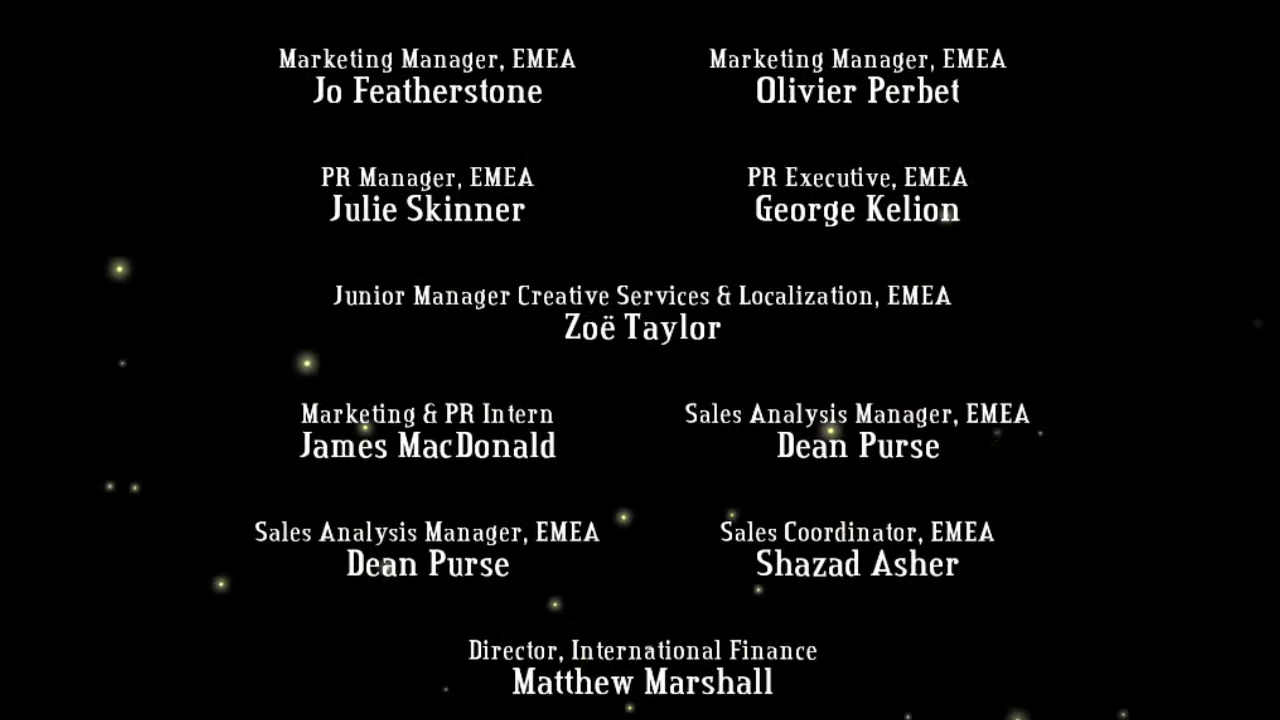 Marketing Manager, EMEA
Jo Featherstone
Marketing Manager, EMEA
Olivier Perbet
PR Manager, EMEA
Julie Skinner
PR Executive, EMEA
George Kelion
Junior Manager Creative Services & Localization, EMEA
Zoë Taylor
Marketing & PR Intern
James MacDonald
Sales Analysis Manager, EMEA
Dean Purse
Sales Analysis Manager, EMEA
Dean Purse
Sales Coordinator, EMEA
Shazad Asher
Director, International Finance
Matthew Marshall